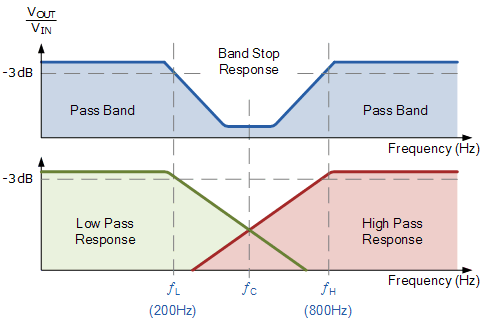 VOUT
VIN
Band Stop
Response
-3dB
Pass Band
Pass Band
Frequency (Hz)
-3dB
Low Pass
Response
High Pass
Response
Frequency (Hz)
fL
fC
fH
(200Hz)
(800Hz)